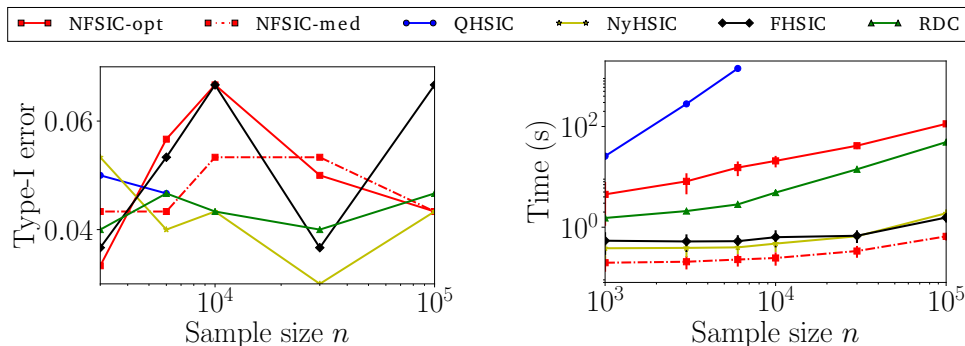 NFSIC-opt NFSIC-med QHSIC NyHSIC FHSIC RDC
Type-I error
0.06
0.04
10^4
10^5
Sample size n
Time (s)
10^2
10^0
10^3
10^4
10^5
Sample size n